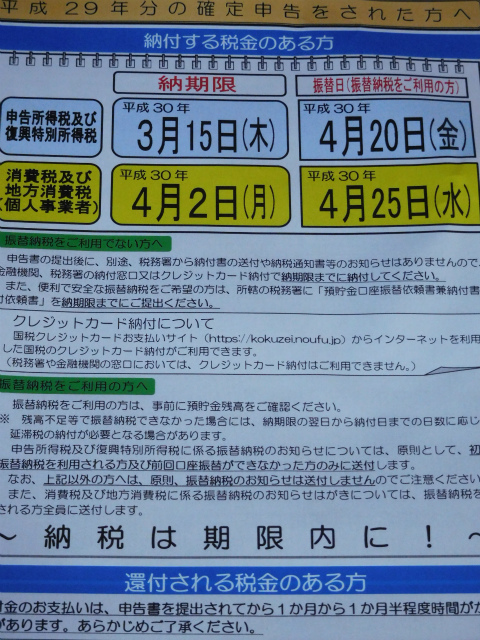 平成29年分の確定申告をされた方へ
納付する税金のある方
納期限
振替日(振替納税をご利用の方)
申告所得税及び
復興特別所得税
平成30年
3月15日(木)
平成30年
4月20日(金)
消費税及び
地方消費税
(個人事業者)
平成30年
4月2日(月)
平成30年
4月25日(水)
振替納税をご利用でない方へ
申告書の提出後に、別途、税務署から納付書の送付や納税通知書等のお知らせはありませんので、
金融機関、税務署の納付窓口又はクレジットカード納付で納期限までに納付してください。
また、便利で安全な振替納税をご希望の方は、所轄の税務署に「預貯金口座振替依頼書兼納付書
付依頼書」を納期限までにご提出ください。
クレジットカード納付について
国税クレジットカードお支払サイト(https://kokuzei.noufu.jp)からインターネットを利用
した国税のクレジットカード納付がご利用できます。
(税務署や金融機関の窓口においては、クレジットカード納付はご利用できません。)
振替納税をご利用の方へ
振替納税をご利用の方は、事前に預貯金残高をご確認ください。
※ 残高不足等で振替納税できなかった場合には、納期限の翌日から納付日までの日数に応じ
延滞税の納付が必要となる場合があります。
申告所得税及び復興特別所得税に係る振替納税のお知らせについては、原則として、初
振替納税を利用される方及び前回口座振替ができなかった方のみに送付します。
なお、上記以外の方へは、原則、振替納税のお知らせは送付しませんのでご注意ください
また、消費税及び地方消費税に係る振替納税のお知らせはがきについては、振替納税を
される方全員に送付します。
～納税は期限内に!～
還付される税金のある方
付金のお支払いは、申告書を提出されてから1か月から1か月半程度時間がか
があります。あらかじめご了承ください。